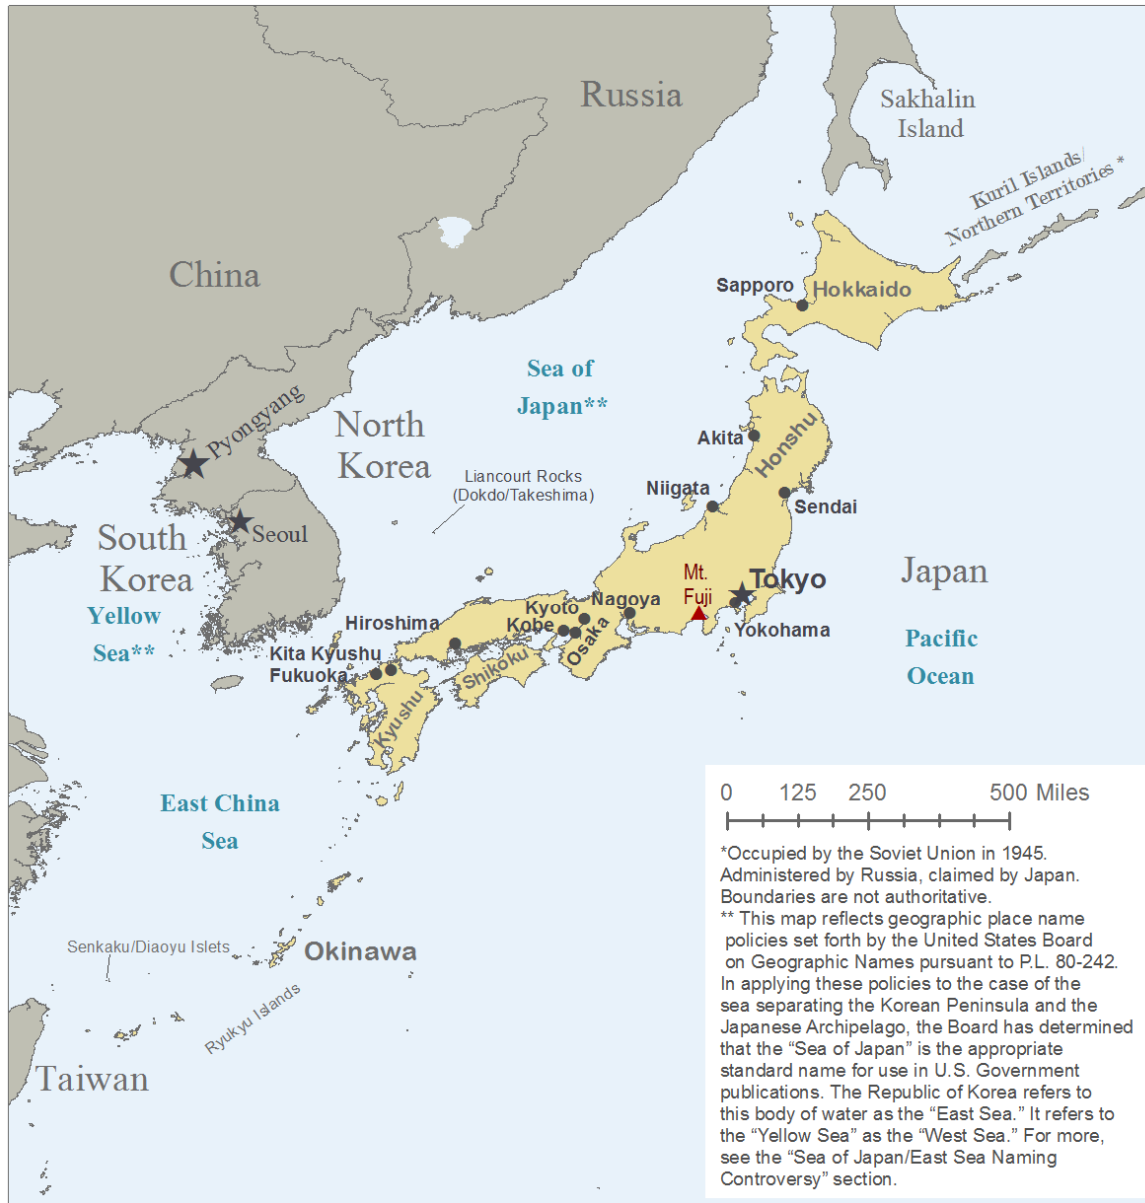 Russia
Sakhalin
Island
Kuril Islands/
Northern Territories *
China
Sapporo
Hokkaido
Sea of
Japan**
Pyongyang
North
Korea
Akita
Honshu
Liancourt Rocks
(Dokdo/Takeshima)
Niigata
Sendai
South
Korea
Seoul
Japan
Mt.
Fuji
Tokyo
Yellow
Sea**
Kyoto
Nagoya
Hiroshima
Kobe
Osaka
Yokohama
Pacific
Ocean
Kita Kyushu
Fukuoka
Shikoku
Kyushu
East China
Sea
Senkaku/Diaoyu Islets
Okinawa
Ryukyu Islands
Taiwan
0 125 250 500 Miles
*Occupied by the Soviet Union in 1945.
Administered by Russia, claimed by Japan.
Boundaries are not authoritative.
** This map reflects geographic place name
policies set forth by the United States Board
on Geographic Names pursuant to P.L. 80-242.
In applying these policies to the case of the
sea separating the Korean Peninsula and the
Japanese Archipelago, the Board has determined
that the “Sea of Japan” is the appropriate
standard name for use in U.S. Government
publications. The Republic of Korea refers to
this body of water as the “East Sea.” It refers to
the “Yellow Sea” as the “West Sea.” For more,
see the “Sea of Japan/East Sea Naming
Controversy” section.